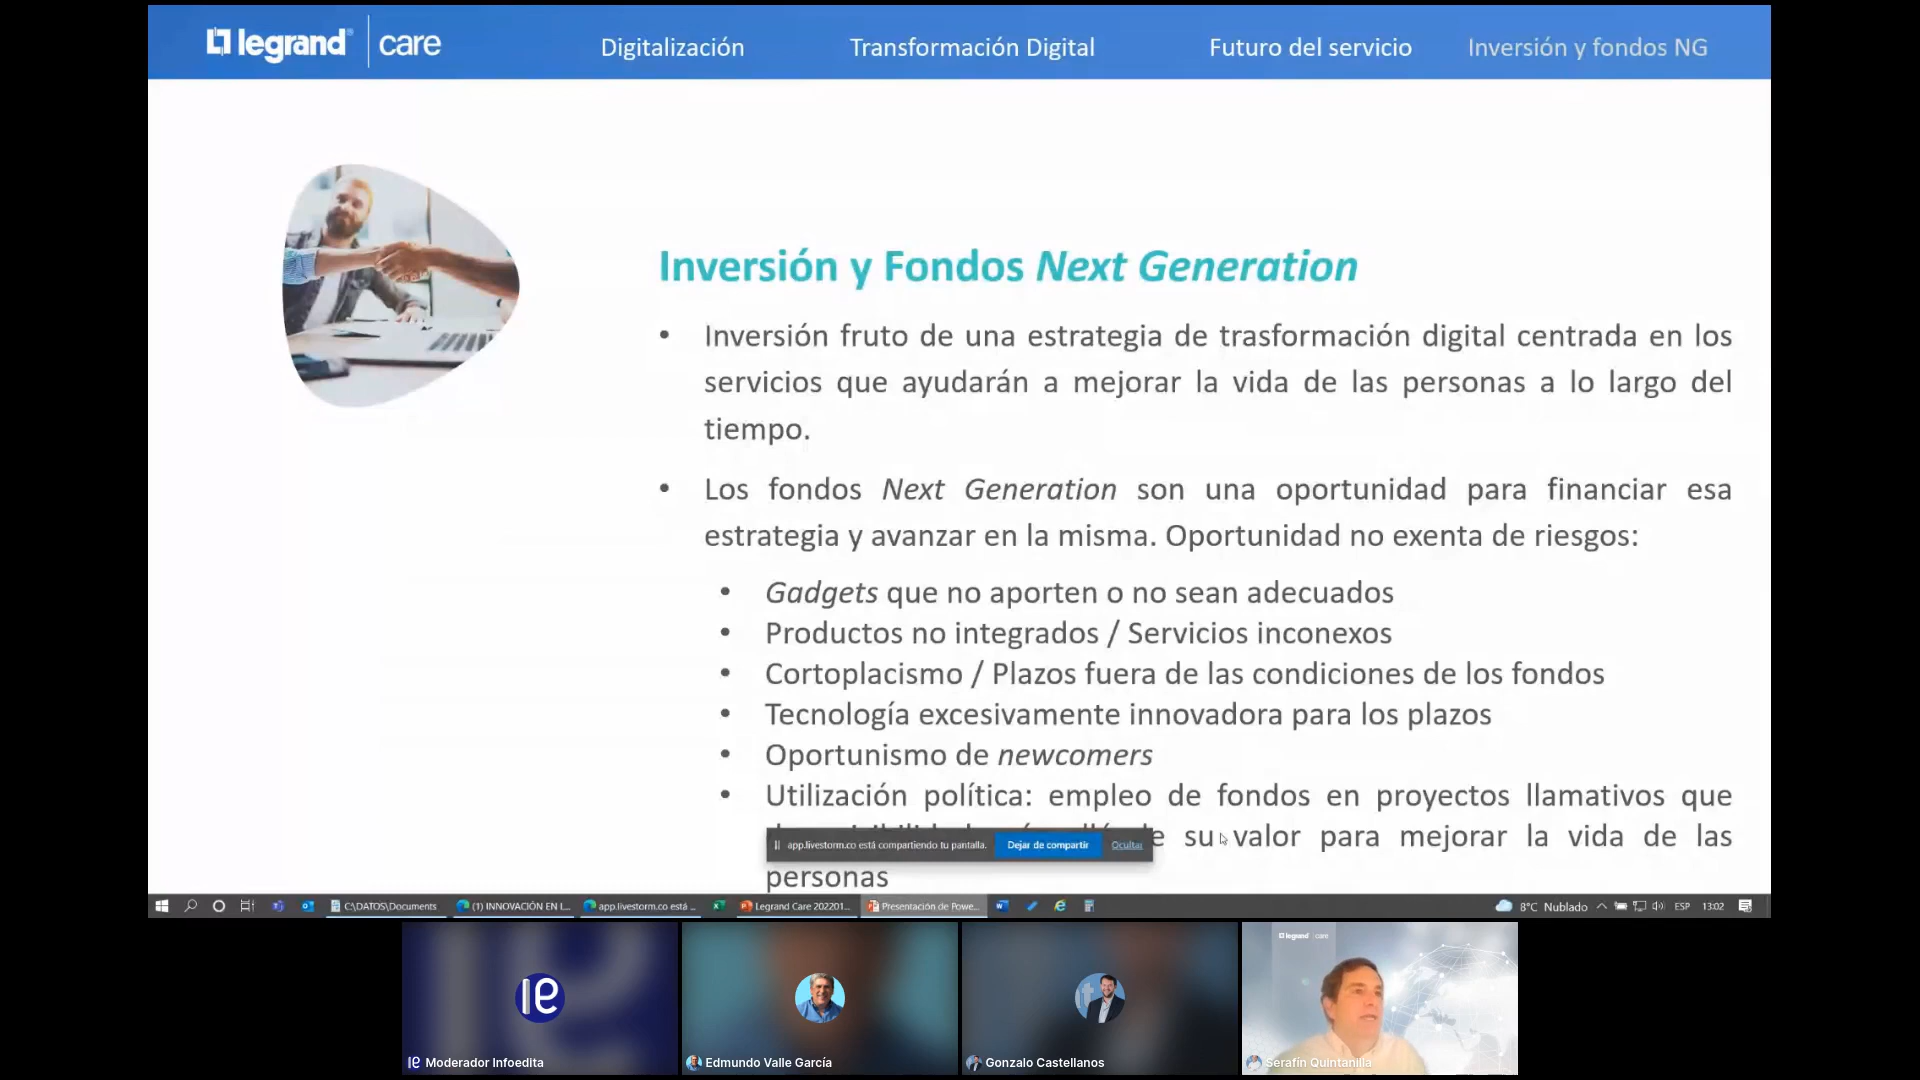 legrand care
Digitalización
Transformación Digital
Futuro del servicio
Inversión y fondos NG
Inversión y Fondos Next Generation
• Inversión fruto de una estrategia de trasformación digital centrada en los
servicios que ayudarán a mejorar la vida de las personas a lo largo del
tiempo.
• Los fondos Next Generation son una oportunidad para financiar esa
estrategia y avanzar en la misma. Oportunidad no exenta de riesgos:
• Gadgets que no aporten o no sean adecuados
• Productos no integrados / Servicios inconexos
• Cortoplacismo / Plazos fuera de las condiciones de los fondos
• Tecnología excesivamente innovadora para los plazos
• Oportunismo de newcomers
• Utilización política: empleo de fondos en proyectos llamativos que
su valor para mejorar la vida de las
personas
app.livestorm.co está compartiendo tu pantalla. Dejar de compartir Ocultar
C:\DATOS\Documents (1) INNOVACIÓN EN L... app.livestorm.co está ... Legrand Care 202201... Presentación de Powe... 8°C Nublado ESP 13:02
legrand care
Moderador Infoedita
Edmundo Valle García
Gonzalo Castellanos
Serafín Quintanilla